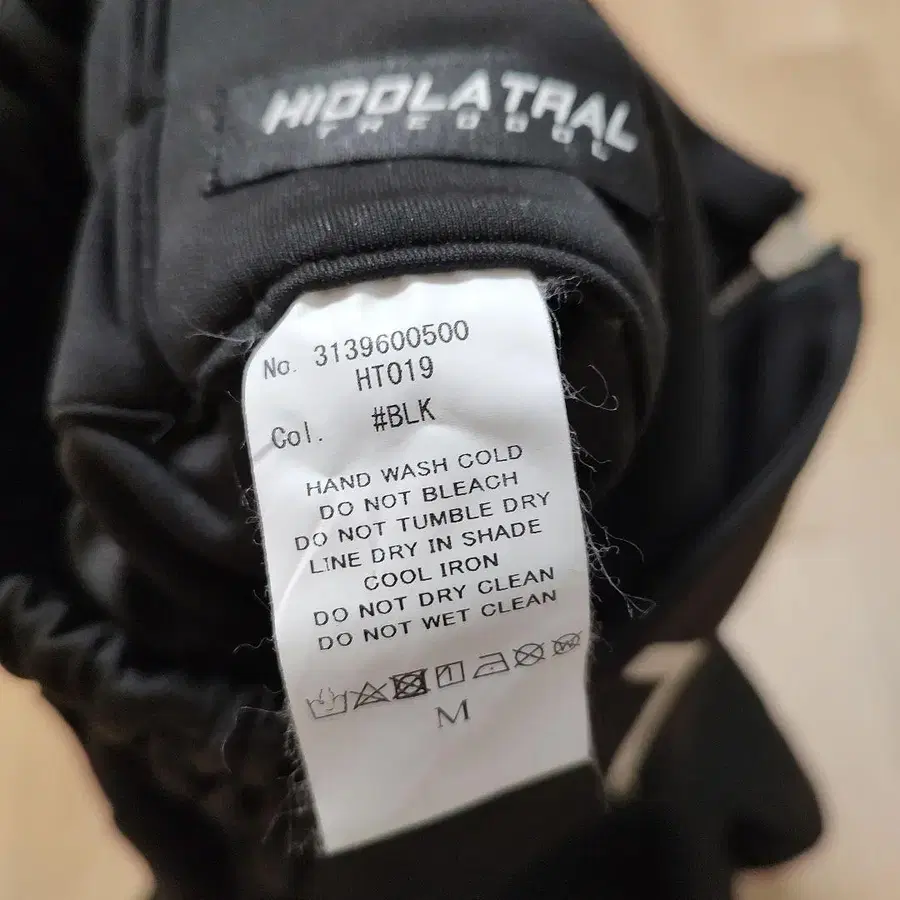 HIDDLATRAL
THEDDDL
No. 3139600500
HT019
Col. #BLK
HAND WASH COLD
DO NOT BLEACH
DO NOT TUMBLE DRY
LINE DRY IN SHADE
COOL IRON
DO NOT DRY CLEAN
DO NOT WET CLEAN
W
M